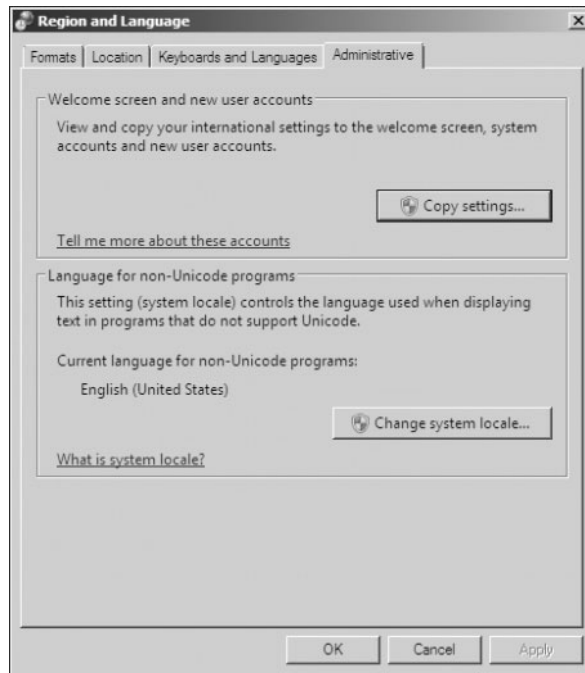 Region and Language
Formats
Location
Keyboards and Languages
Administrative
Welcome screen and new user accounts
View and copy your international settings to the welcome screen, system
accounts and new user accounts.
Copy settings...
Tell me more about these accounts
Language for non-Unicode programs
This setting (system locale) controls the language used when displaying
text in programs that do not support Unicode.
Current language for non-Unicode programs:
English (United States)
Change system locale...
What is system locale?
OK
Cancel
Apply